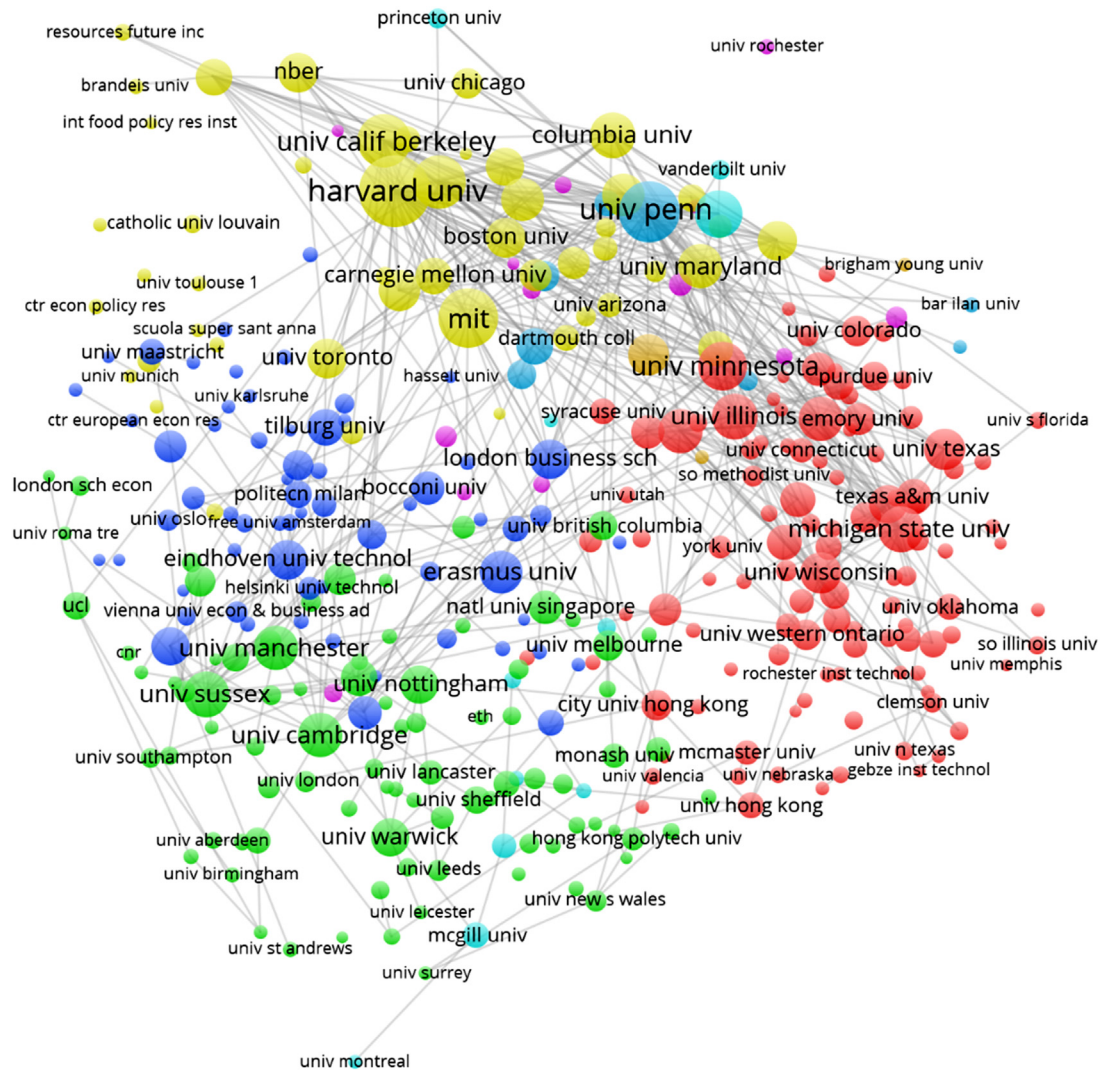 princeton univ
resources future inc
univ rochester
nber
brandeis univ
univ chicago
int food policy res inst
columbia univ
univ calif berkeley
vanderbilt univ
harvard univ
univ penn
catholic univ louvain
boston univ
brigham young univ
univ maryland
carnegie mellon univ
univ toulouse 1
bar ilan univ
ctr econ policy res
univ arizona
mit
scuola super sant anna
univ colorado
dartmouth coll
univ maastricht
univ toronto
univ minnesota
univ munich
hasselt univ
purdue univ
univ karlsruhe
syracuse univ
univ illinois
emory univ
ctr european econ res
univ s florida
tilburg univ
univ connecticut
univ texas
london business sch
so methodist univ
london sch econ
politecn milan
bocconi univ
univ utah
texas a&m univ
univ oslo
free univ amsterdam
univ british columbia
michigan state univ
univ roma tre
york univ
eindhoven univ technol
erasmus univ
univ wisconsin
helsinki univ technol
ucl
vienna univ econ & business ad
natl univ singapore
univ oklahoma
univ western ontario
univ manchester
univ melbourne
so illinois univ
cnr
univ memphis
rochester inst technol
univ sussex
univ nottingham
city univ hong kong
clemson univ
eth
univ cambridge
univ southampton
monash univ
mcmaster univ
univ n texas
univ london
univ lancaster
univ valencia
univ nebraska
gebze inst technol
univ sheffield
univ hong kong
univ warwick
hong kong polytech univ
univ aberdeen
univ birmingham
univ leeds
univ new s wales
univ leicester
mcgill univ
univ st andrews
univ surrey
univ montreal